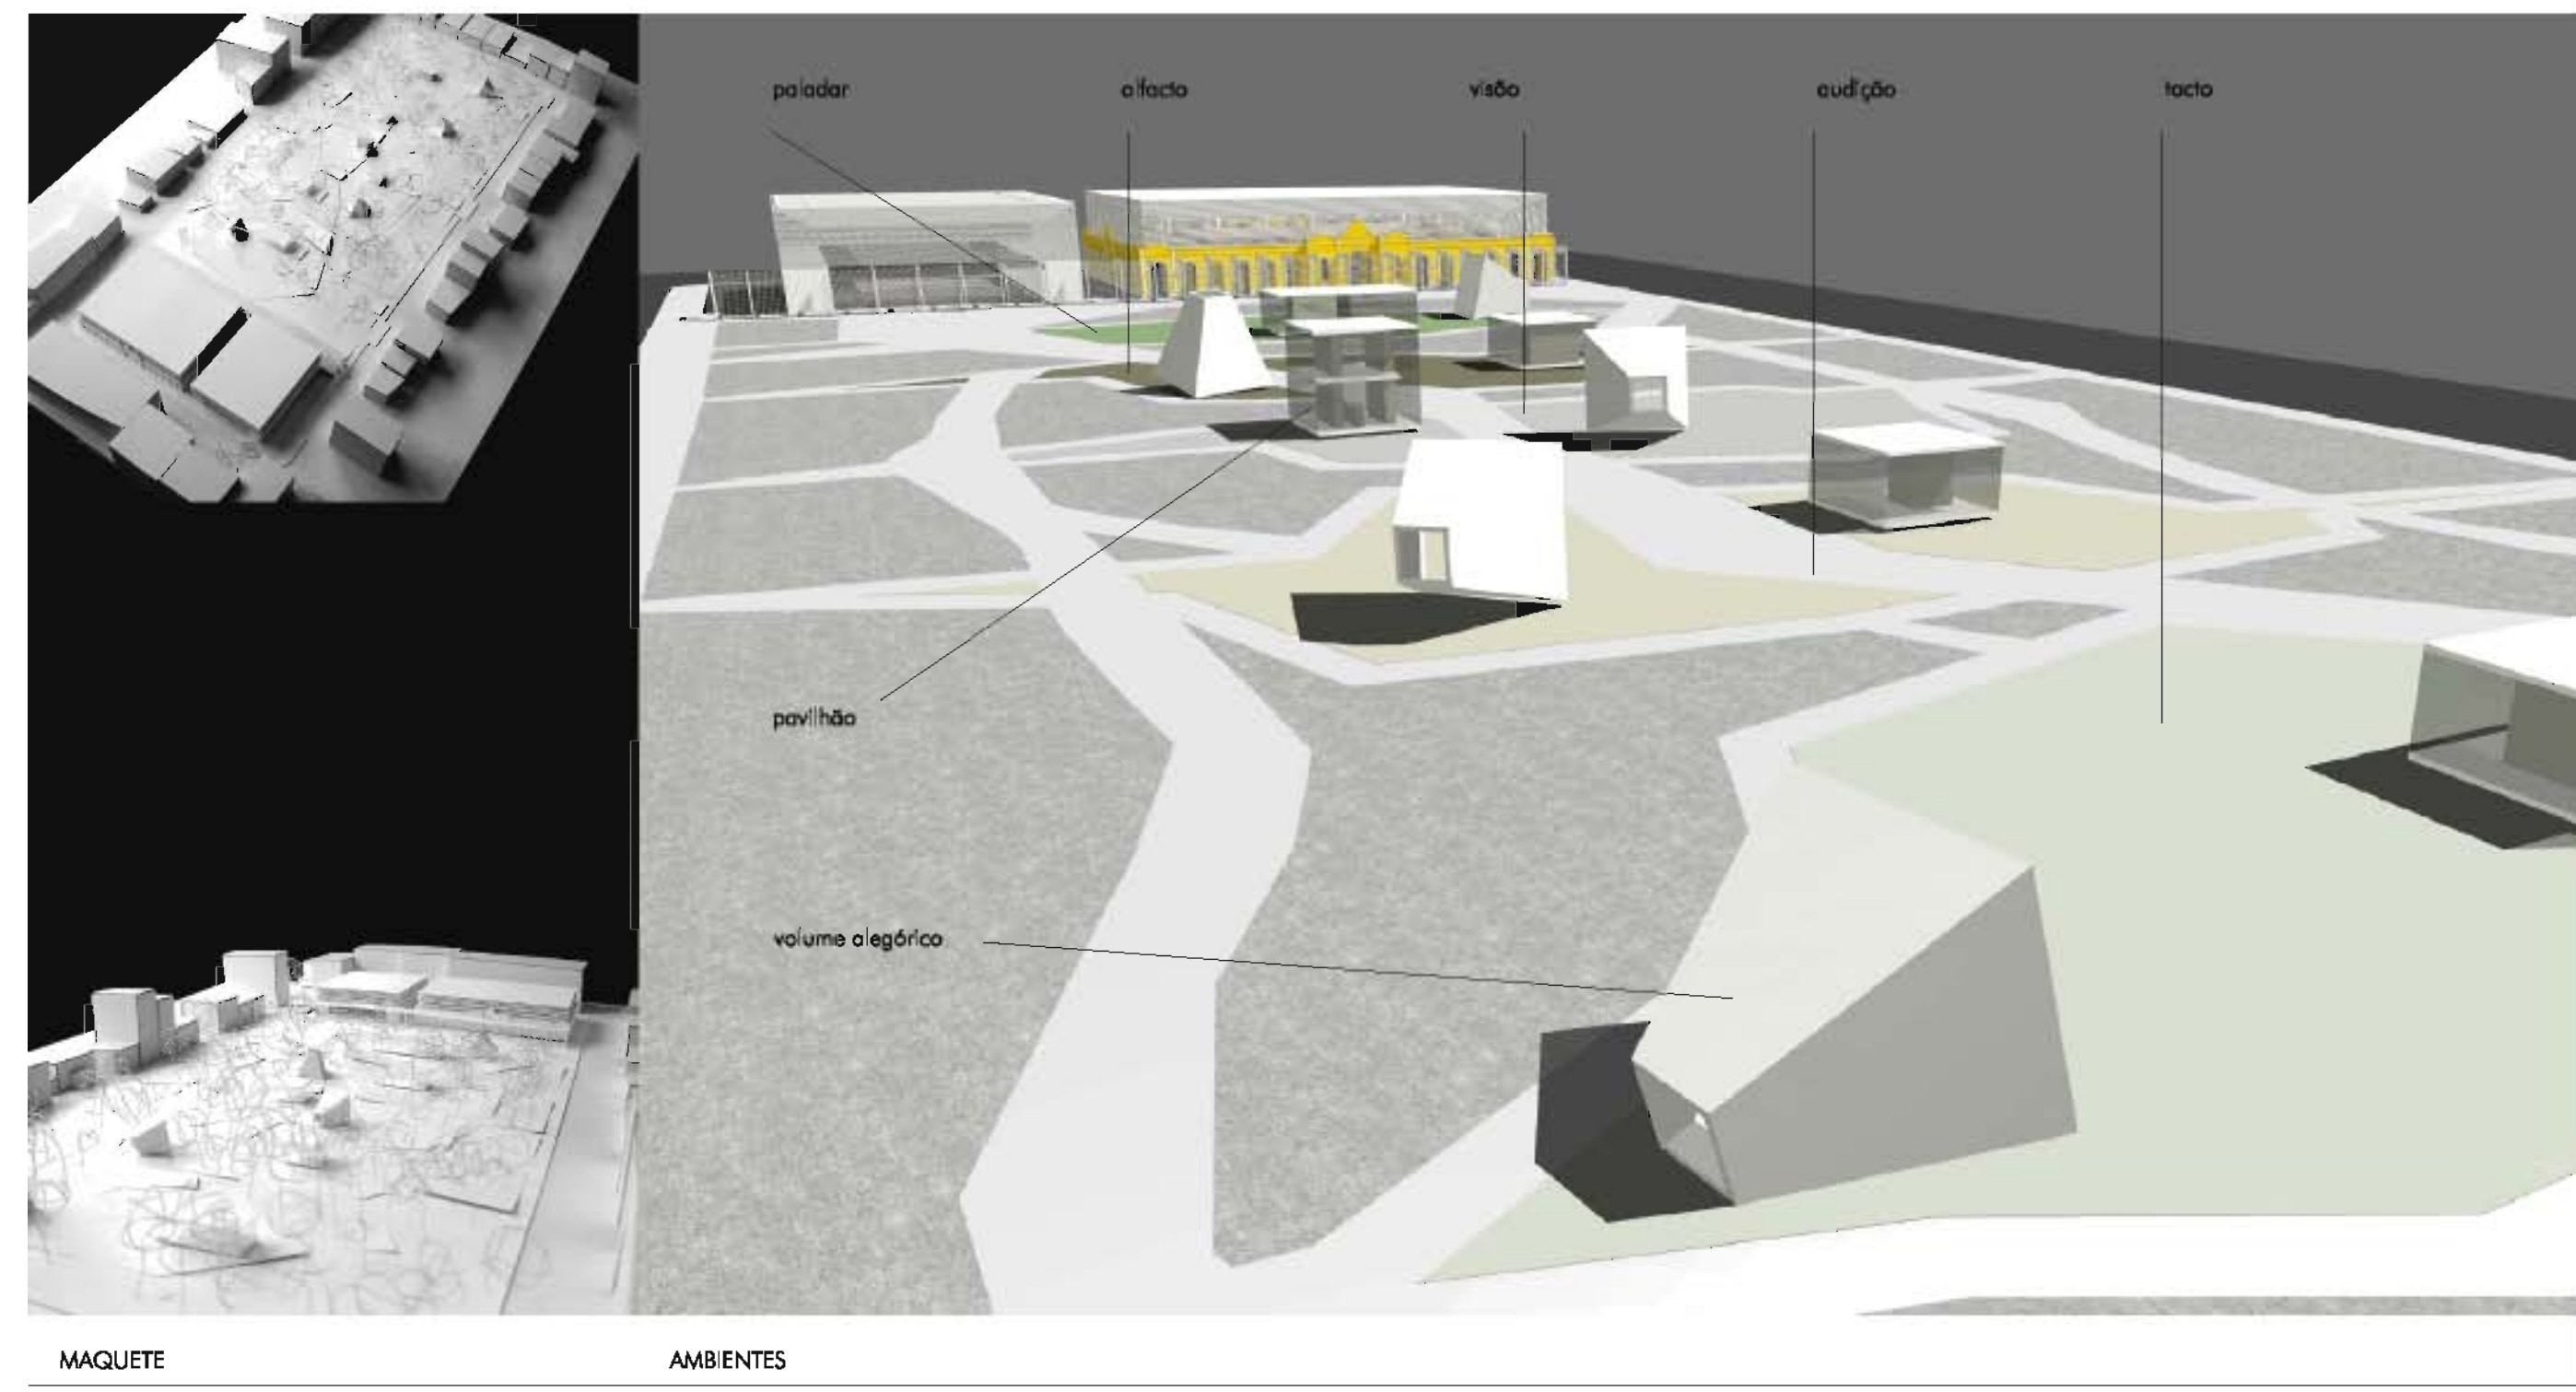 paladar
olfacto
visão
audição
tacto
pavilhão
volume alegórico
MAQUETE
AMBIENTES